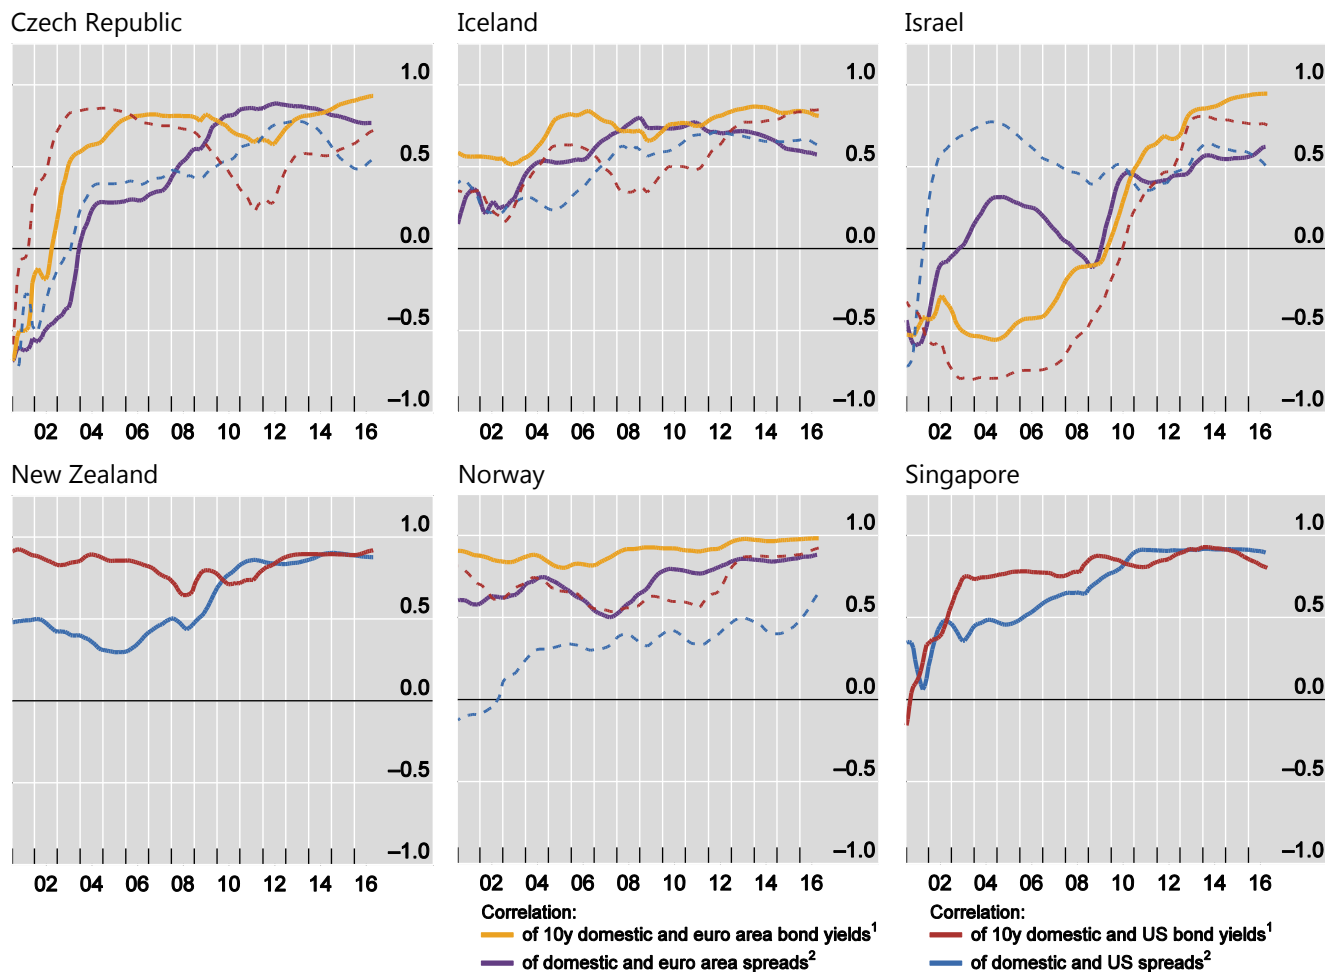 Czech Republic
Iceland
Israel
1.0
1.0
1.0
0.5
0.5
0.5
0.0
0.0
0.0
–0.5
–0.5
–0.5
–1.0
–1.0
–1.0
02 04 06 08 10 12 14 16
02 04 06 08 10 12 14 16
02 04 06 08 10 12 14 16
New Zealand
Norway
Singapore
1.0
1.0
1.0
0.5
0.5
0.5
0.0
0.0
0.0
–0.5
–0.5
–0.5
–1.0
–1.0
–1.0
02 04 06 08 10 12 14 16
02 04 06 08 10 12 14 16
02 04 06 08 10 12 14 16
Correlation:
of 10y domestic and euro area bond yields¹
of domestic and euro area spreads²
Correlation:
of 10y domestic and US bond yields¹
of domestic and US spreads²